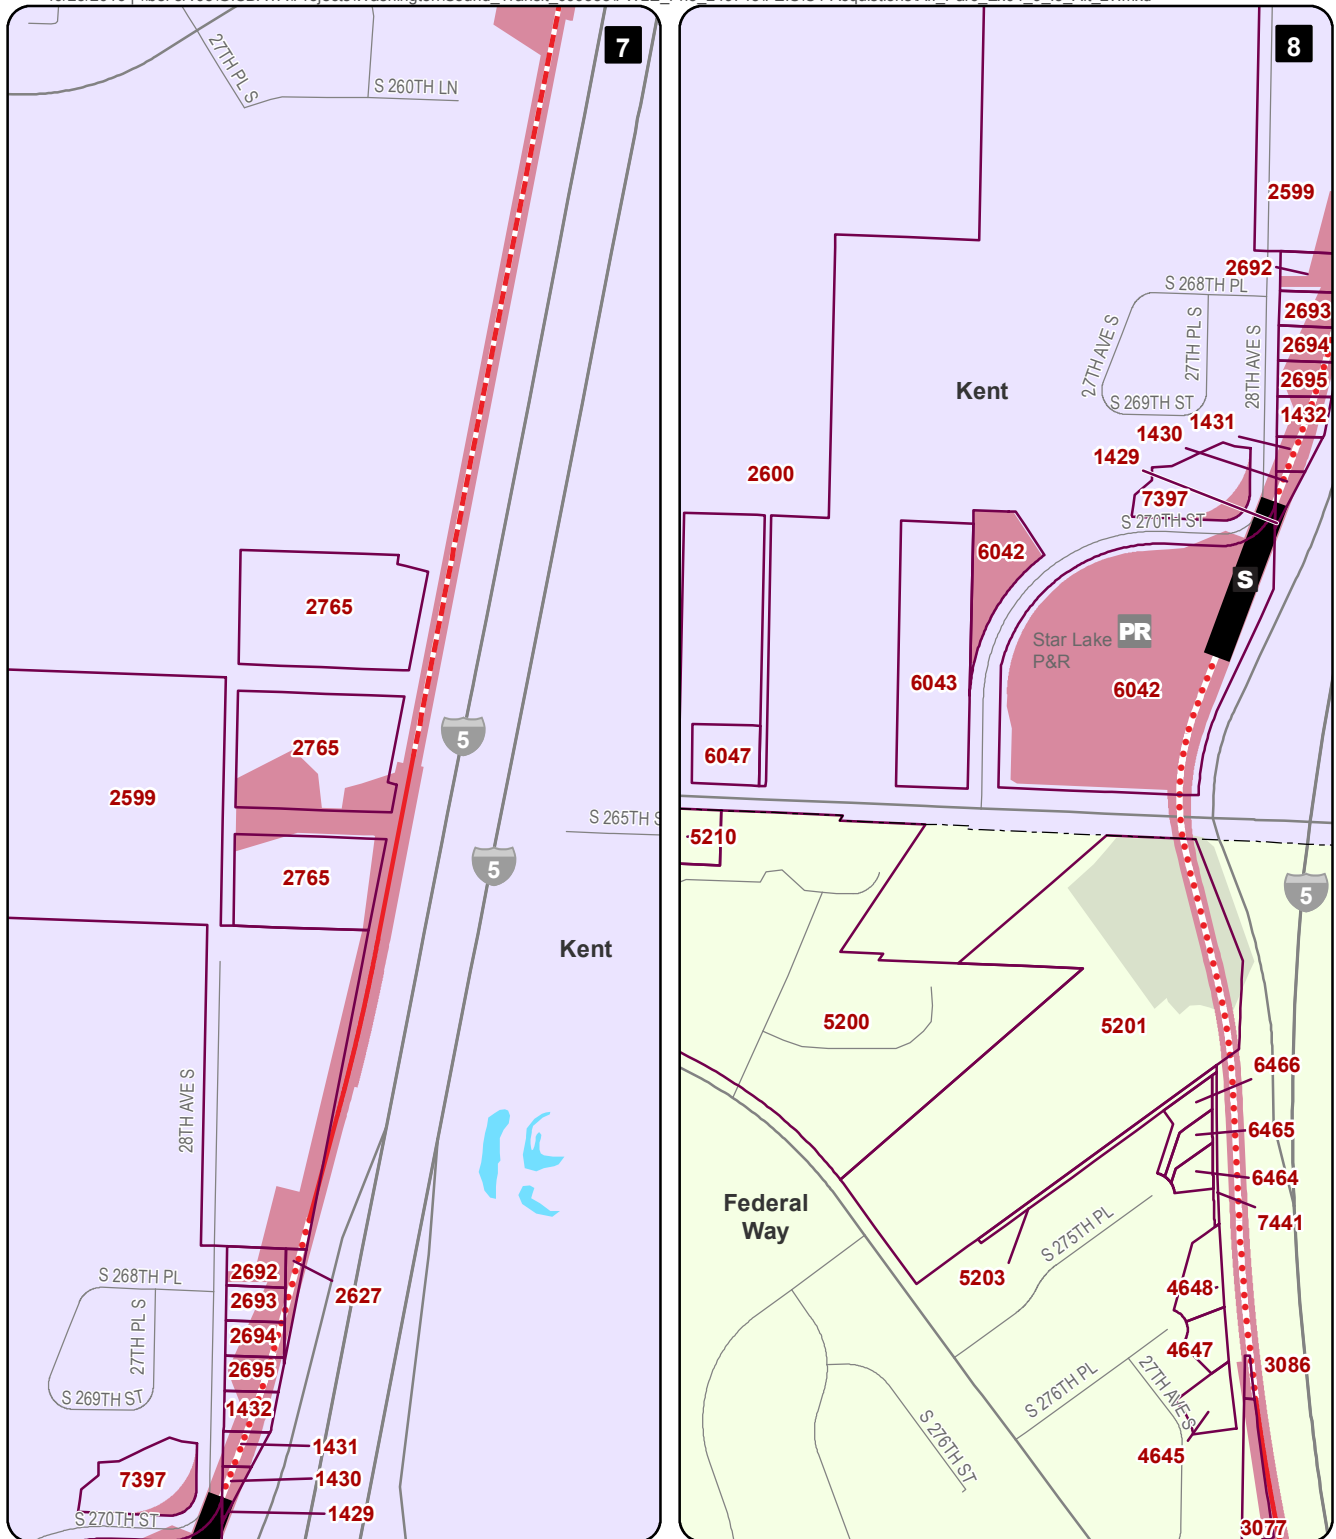 7
27TH PL S
S 260TH LN
2765
5
2765
2599
S 265TH S
5
2765
Kent
28TH AVE S
S 268TH PL
2692
2627
2693
27TH PL S
2694
2695
S 269TH ST
1432
1431
7397
1430
1429
S 270TH ST
8
2599
2692
S 268TH PL
2693
27TH AVE S
27TH PL S
28TH AVE S
2694
Kent
2695
S 269TH ST
1432
1431
1430
1429
2600
7397
S 270TH ST
6042
S
Star Lake
P&R
PR
6043
6042
6047
5210
5
5200
5201
6466
6465
6464
Federal
Way
7441
S 275TH PL
5203
4648
4647
3086
S 276TH PL
27TH AVE S
S 276TH ST
4645
3077